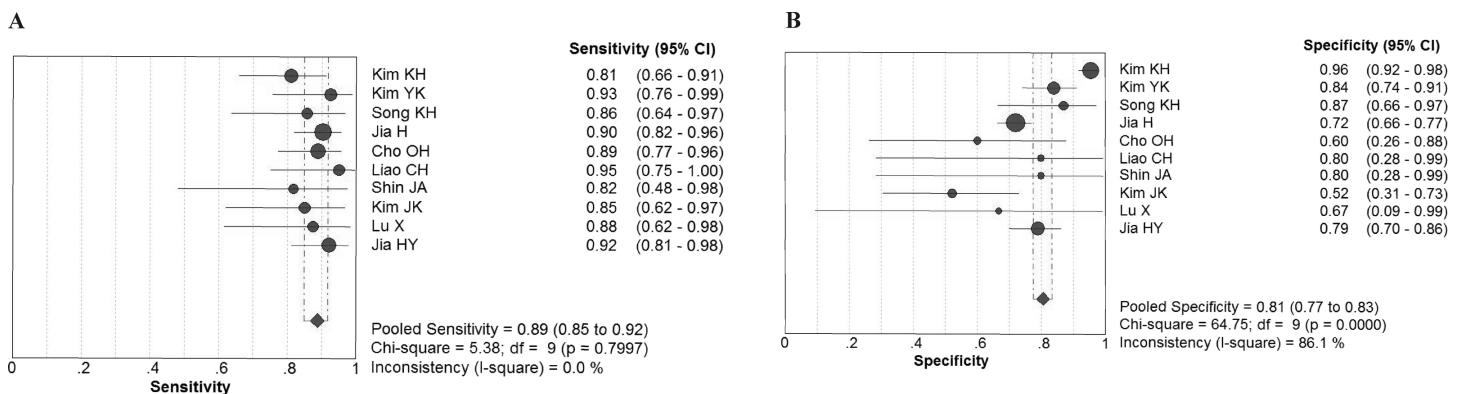 A
Sensitivity (95% CI)
Kim KH 0.81 (0.66 - 0.91)
Kim YK 0.93 (0.76 - 0.99)
Song KH 0.86 (0.64 - 0.97)
Jia H 0.90 (0.82 - 0.96)
Cho OH 0.89 (0.77 - 0.96)
Liao CH 0.95 (0.75 - 1.00)
Shin JA 0.82 (0.48 - 0.98)
Kim JK 0.85 (0.62 - 0.97)
Lu X 0.88 (0.62 - 0.98)
Jia HY 0.92 (0.81 - 0.98)
Pooled Sensitivity = 0.89 (0.85 to 0.92)
Chi-square = 5.38; df = 9 (p = 0.7997)
Inconsistency (I-square) = 0.0 %
0 .2 .4 .6 .8 1
Sensitivity
B
Specificity (95% CI)
Kim KH 0.96 (0.92 - 0.98)
Kim YK 0.84 (0.74 - 0.91)
Song KH 0.87 (0.66 - 0.97)
Jia H 0.72 (0.66 - 0.77)
Cho OH 0.60 (0.26 - 0.88)
Liao CH 0.80 (0.28 - 0.99)
Shin JA 0.80 (0.28 - 0.99)
Kim JK 0.52 (0.31 - 0.73)
Lu X 0.67 (0.09 - 0.99)
Jia HY 0.79 (0.70 - 0.86)
Pooled Specificity = 0.81 (0.77 to 0.83)
Chi-square = 64.75; df = 9 (p = 0.0000)
Inconsistency (I-square) = 86.1 %
0 .2 .4 .6 .8 1
Specificity